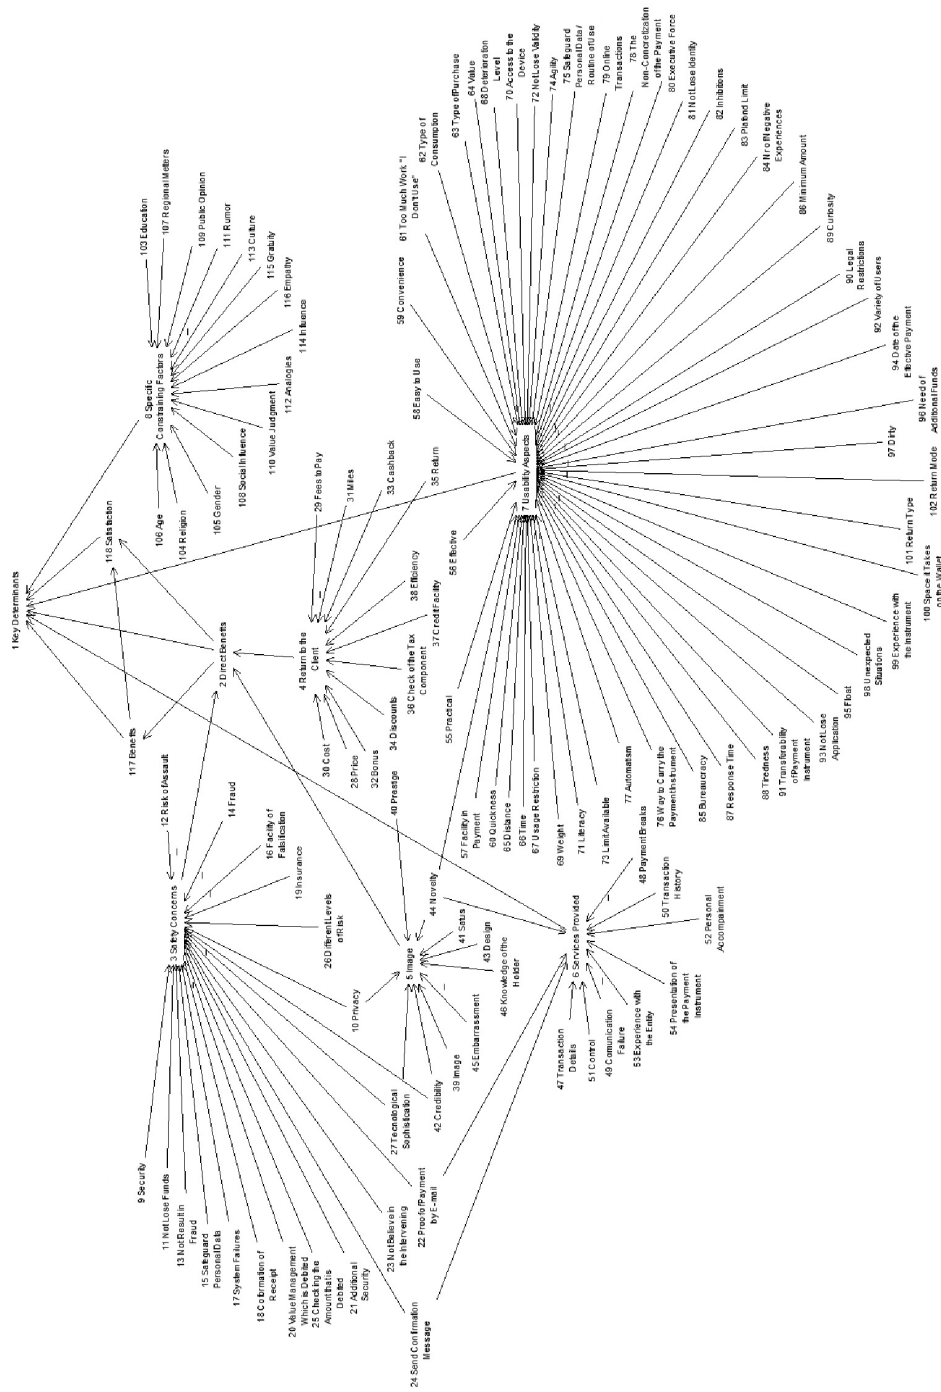 1 Key Determinants
118 Satisfaction
117 Benefits
2 Direct Benefits
8 Specific
Constraining Factors
103 Education
107 Regional Matters
109 Public Opinion
111 Rumor
113 Culture
115 Gratuity
116 Empathy
114 Influence
112 Analogies
110 Value Judgment
108 Social Influence
105 Gender
104 Religion
106 Age
4 Return to the
Client
29 Fees to Pay
31 Miles
33 Cashback
35 Return
38 Efficiency
37 Credit Facility
36 Check of the Tax
Component
34 Discounts
32 Bonus
28 Price
30 Cost
3 Safety Concerns
12 Risk of Assault
14 Fraud
16 Facility of
Falsification
19 Insurance
26 Different Levels
of Risk
10 Privacy
9 Security
11 Not Lose Funds
13 Not Result in
Fraud
15 Safeguard
Personal Data
17 System Failures
18 Coformation of
Receipt
20 Value Management
Which is Debited
25 Checking the
Amount that is
Debited
21 Additional
Security
24 Send Confirmation
Message
23 Not Believe in
the Intervening
22 Proof of Payment
by E-mail
27 Tecnological
Sophistication
42 Credibility
39 Image
45 Embarrassment
46 Knowledge of the
Holder
43 Design
41 Satus
44 Novelty
40 Prestige
5 Image
6 Services Provided
47 Transaction
Details
51 Control
49 Comunication
Failure
53 Experience with
the Entity
54 Presentation of
the Payment
Instrument
52 Personal
Accompainment
50 Transaction
History
48 Payment Breaks
7 Usability Aspects
55 Practical
56 Effective
58 Easy to Use
59 Convenience
61 Too Much Work "I
Don't Use"
62 Type of
Consumption
63 Type of Purchase
64 Value
68 Deterioration
Level
70 Access to the
Device
72 Not Lose Validity
74 Agility
75 Safeguard
Personal Data /
Routine of Use
79 Online
Transactions
78 The
Non-Concretization
of the Payment
80 Executive Force
81 Not Lose Identity
82 Inhibitions
83 Plafond Limit
84 Nr of Negative
Experiences
86 Minimum Amount
89 Curiosity
90 Legal
Restrictions
92 Variety of Users
94 Date of the
Effective Payment
96 Need of
Additional Funds
97 Dirty
102 Return Mode
101 Return Type
100 Space it Takes
on the Wallet
99 Experience with
the Instrument
98 Unexpected
Situations
95 Float
93 Not Lose
Application
91 Transferability
of Payment
Instrument
88 Tiredness
87 Response Time
85 Bureaucracy
76 Way to Carry the
Payment Instrument
77 Automatism
73 Limit Available
71 Literacy
69 Weight
67 Usage Restriction
66 Time
65 Distance
60 Quickness
57 Facility in
Payment